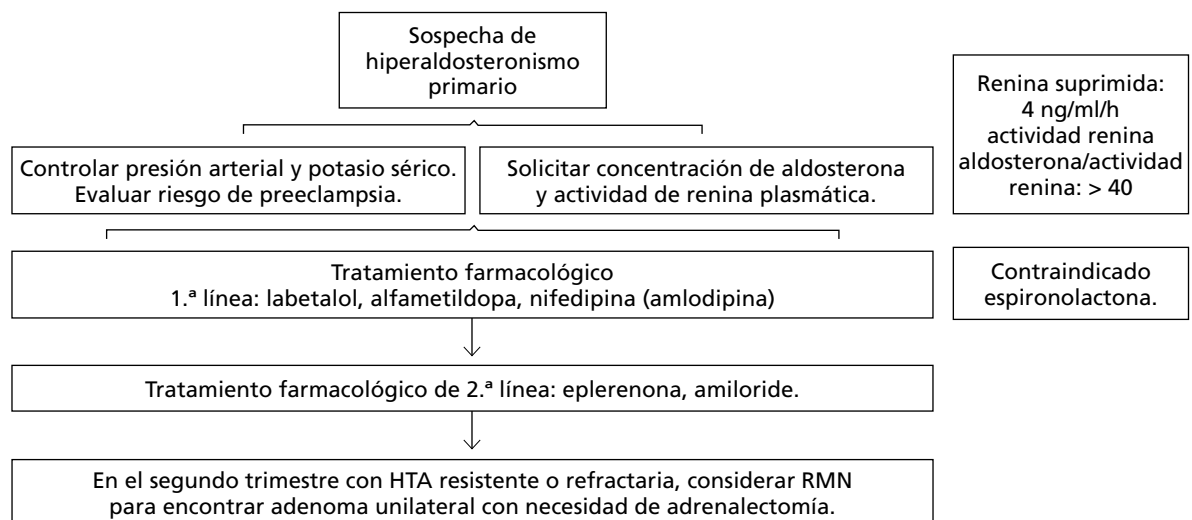 Sospecha de
hiperaldosteronismo
primario
Renina suprimida:
4 ng/ml/h
actividad renina
aldosterona/actividad
renina: > 40
Controlar presión arterial y potasio sérico.
Evaluar riesgo de preeclampsia.
Solicitar concentración de aldosterona
y actividad de renina plasmática.
Tratamiento farmacológico
1.ª línea: labetalol, alfametildopa, nifedipina (amlodipina)
Contraindicado
espironolactona.
Tratamiento farmacológico de 2.ª línea: eplerenona, amiloride.
En el segundo trimestre con HTA resistente o refractaria, considerar RMN
para encontrar adenoma unilateral con necesidad de adrenalectomía.